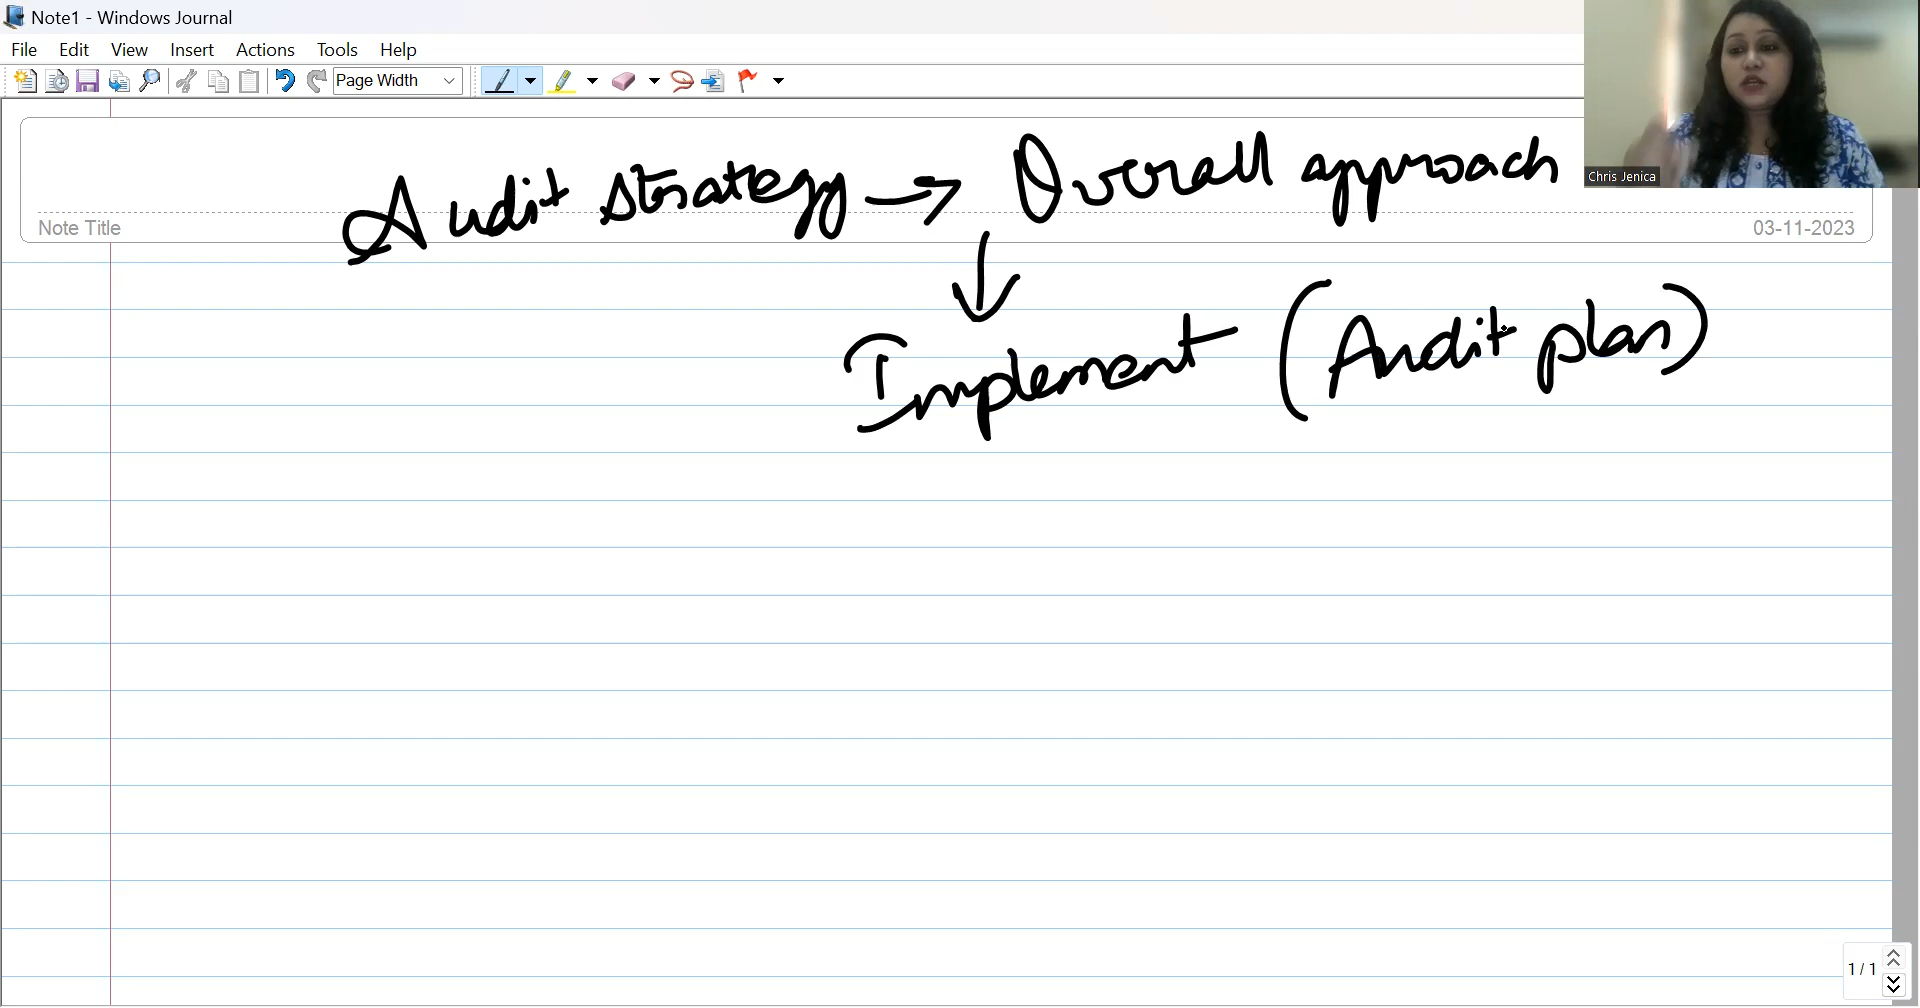 Note1 - Windows Journal
File Edit View Insert Actions Tools Help
Page Width
Chris Jenica
Audit strategy → Overall approach
Note Title 03-11-2023
↓
Implement (Audit plan)
1 / 1